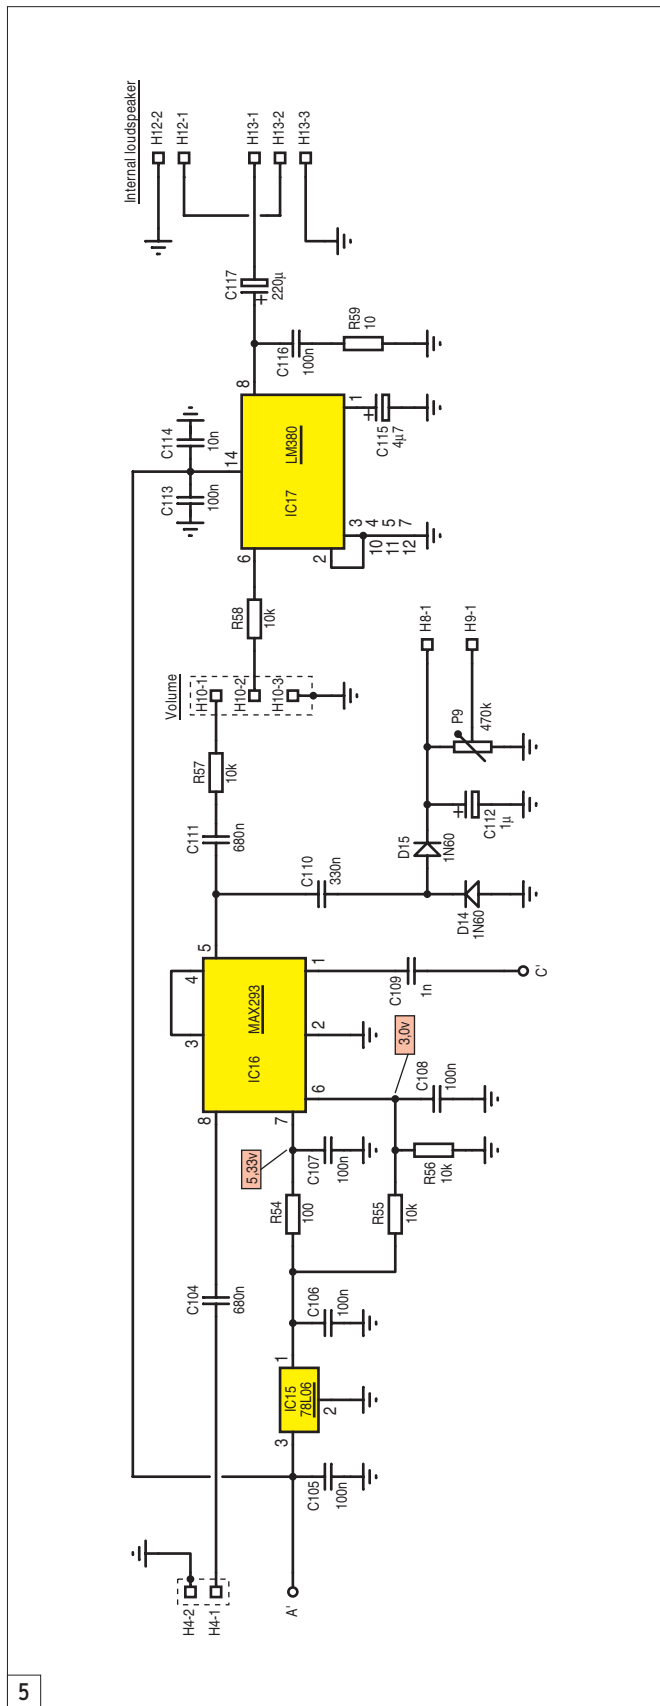 Internal loudspeaker
H12-2
H12-1
H13-1
H13-2
H13-3
C117
220µ
+
C116
100n
R59
10
8
1
+
C115
4µ7
C114
10n
C113
100n
14
LM380
IC17
6
2
3
4
5
7
10
11
12
R58
10k
Volume
H10-1
H10-2
H10-3
R57
10k
C111
680n
C110
330n
H8-1
H9-1
P9
470k
+
C112
1µ
D15
1N60
D14
1N60
5
4
3
8
7
6
2
1
MAX293
IC16
C109
1n
C'
3,0v
C108
100n
R56
10k
R55
10k
5,33v
C107
100n
R54
100
C104
680n
C106
100n
1
IC15
78L06
2
3
C105
100n
H4-2
H4-1
A'
5